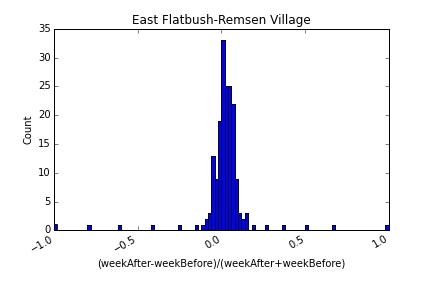 East Flatbush-Remsen Village
35
30
25
20
15
10
5
0
Count
−1.0 −0.5 0.0 0.5 1.0
(weekAfter-weekBefore)/(weekAfter+weekBefore)